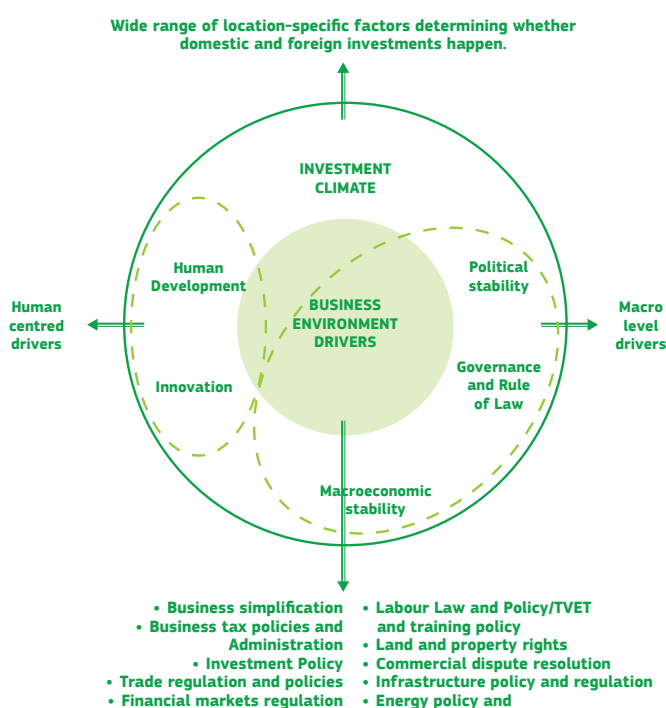 Wide range of location-specific factors determining whether
domestic and foreign investments happen.
INVESTMENT
CLIMATE
Human
Development
Political
stability
BUSINESS
ENVIRONMENT
DRIVERS
Human
centred
drivers
Macro
level
drivers
Innovation
Governance
and Rule
of Law
Macroeconomic
stability
• Business simplification
• Business tax policies and
Administration
• Investment Policy
• Trade regulation and policies
• Financial markets regulation
• Labour Law and Policy/TVET
and training policy
• Land and property rights
• Commercial dispute resolution
• Infrastructure policy and regulation
• Energy policy and